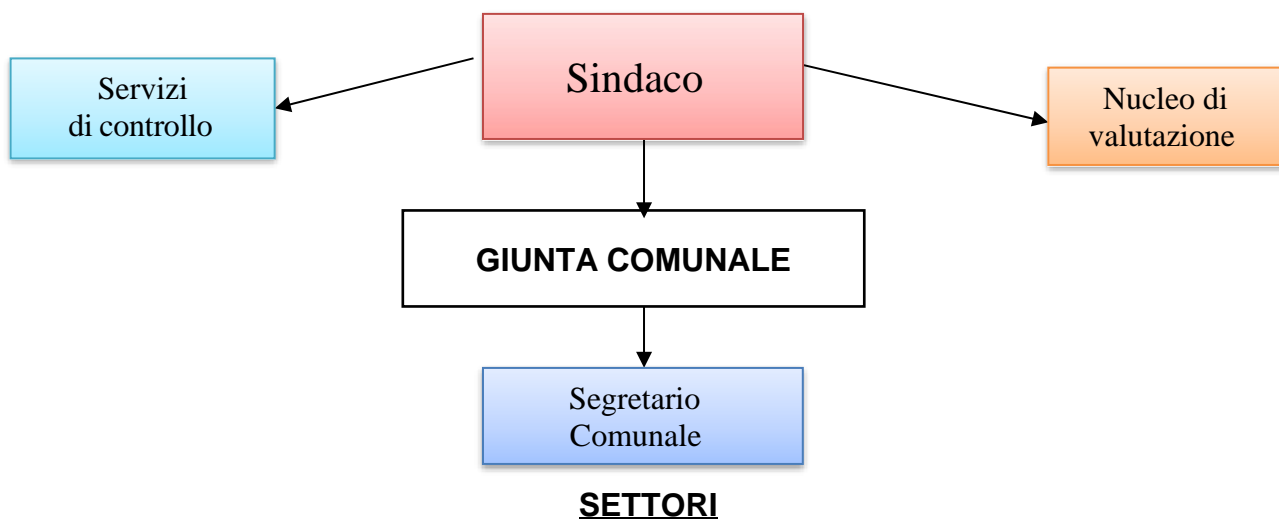 Sindaco
Servizi
di controllo
Nucleo di
valutazione
GIUNTA COMUNALE
Segretario
Comunale
SETTORI